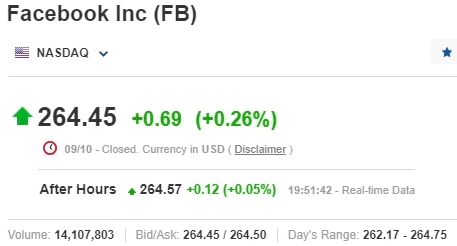 Facebook Inc (FB)
NASDAQ
264.45 +0.69 (+0.26%)
09/10 - Closed. Currency in USD ( Disclaimer )
After Hours 264.57 +0.12 (+0.05%) 19:51:42 - Real-time Data
Volume: 14,107,803 Bid/Ask: 264.45 / 264.50 Day's Range: 262.17 - 264.75